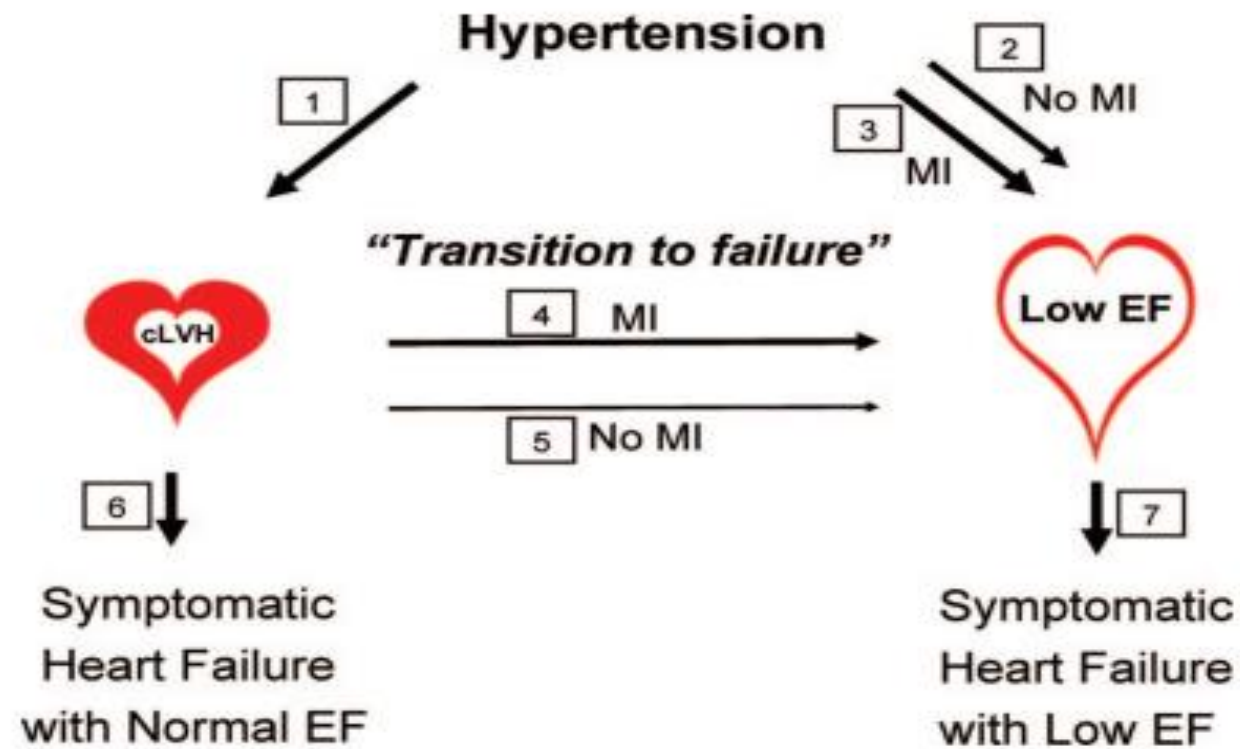 Hypertension
1
2
No MI
3
MI
“Transition to failure”
cLVH
4 MI
Low EF
5 No MI
6
7
Symptomatic
Heart Failure
with Normal EF
Symptomatic
Heart Failure
with Low EF